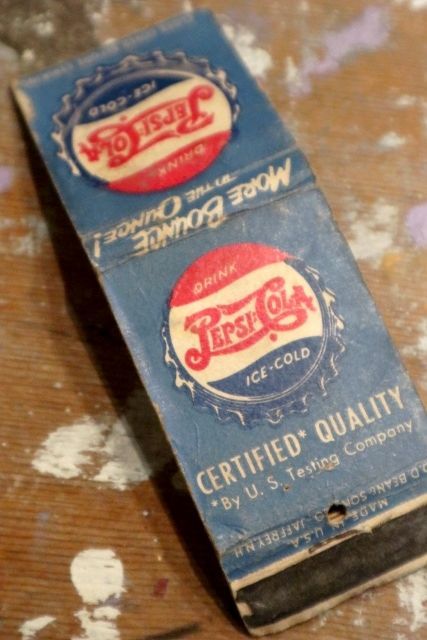 ICE-COLD
PEPSI-COLA
DRINK
MORE BOUNCE
TO THE
OUNCE!
DRINK
PEPSI-COLA
ICE-COLD
CERTIFIED* QUALITY
*By U. S. Testing Company
MADE IN U.S.A.
JAFFREY, N.H.